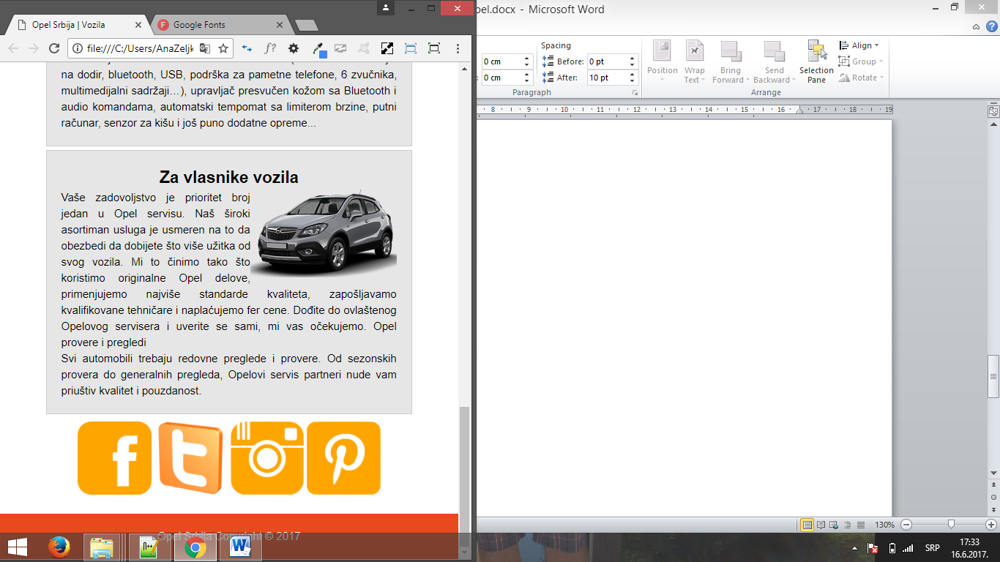 Opel Srbija | Vozila
Google Fonts
file:///C:/Users/AnaZeljk
f?
na dodir, bluetooth, USB, podrška za pametne telefone, 6 zvučnika,
multimedijalni sadržaji…), upravljač presvučen kožom sa Bluetooth i
audio komandama, automatski tempomat sa limiterom brzine, putni
računar, senzor za kišu i još puno dodatne opreme...
Za vlasnike vozila
Vaše zadovoljstvo je prioritet broj
jedan u Opel servisu. Naš široki
asortiman usluga je usmeren na to da
obezbedi da dobijete što više užitka od
svog vozila. Mi to činimo tako što
koristimo originalne Opel delove,
primenjujemo najviše standarde kvaliteta, zapošljavamo
kvalifikovane tehničare i naplaćujemo fer cene. Dođite do ovlaštenog
Opelovog servisera i uverite se sami, mi vas očekujemo. Opel
provere i pregledi
Svi automobili trebaju redovne preglede i provere. Od sezonskih
provera do generalnih pregleda, Opelovi servis partneri nude vam
priuštiv kvalitet i pouzdanost.
Opel Srbija Copyright © 2017
pel.docx - Microsoft Word
Spacing
0 cm
Before: 0 pt
0 cm
After: 10 pt
Paragraph
Position
Wrap
Text
Bring
Forward
Send
Backward
Selection
Pane
Align
Group
Rotate
Arrange
8 9 10 11 12 13 14 15 16 17 18 19
130%
SRP
17:33
16.6.2017.